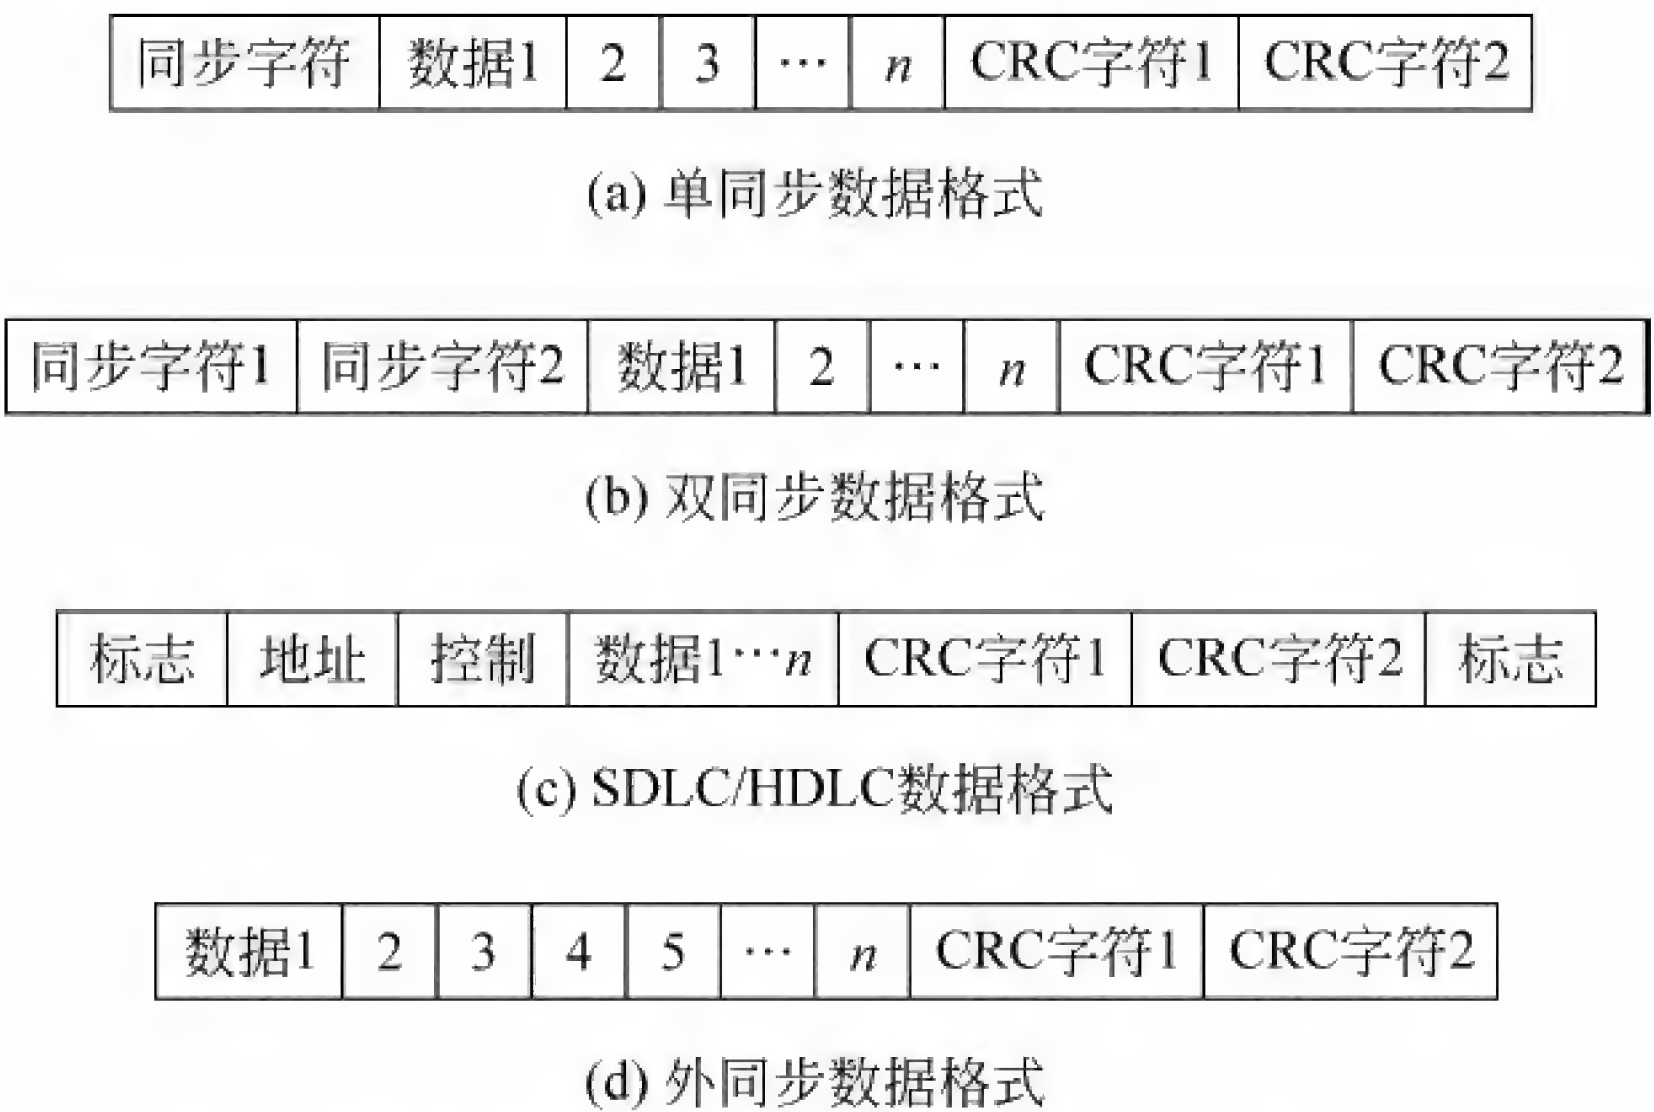 同步字符 数据1 2 3 … n CRC字符1 CRC字符2
(a) 单同步数据格式
同步字符1 同步字符2 数据1 2 … n CRC字符1 CRC字符2
(b) 双同步数据格式
标志 地址 控制 数据1…n CRC字符1 CRC字符2 标志
(c) SDLC/HDLC数据格式
数据1 2 3 4 5 … n CRC字符1 CRC字符2
(d) 外同步数据格式